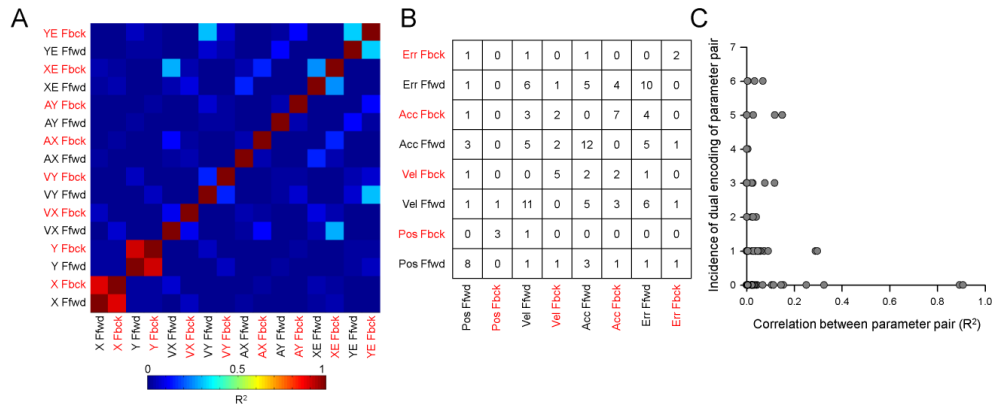 A
YE Fbck
YE Ffwd
XE Fbck
XE Ffwd
AY Fbck
AY Ffwd
AX Fbck
AX Ffwd
VY Fbck
VY Ffwd
VX Fbck
VX Ffwd
Y Fbck
Y Ffwd
X Fbck
X Ffwd
X Ffwd
X Fbck
Y Ffwd
Y Fbck
VX Ffwd
VX Fbck
VY Ffwd
VY Fbck
AX Ffwd
AX Fbck
AY Ffwd
AY Fbck
XE Ffwd
XE Fbck
YE Ffwd
YE Fbck
0 0.5 1
R²
B
Err Fbck 1 0 1 0 1 0 0 2
Err Ffwd 1 0 6 1 5 4 10 0
Acc Fbck 1 0 3 2 0 7 4 0
Acc Ffwd 3 0 5 2 12 0 5 1
Vel Fbck 1 0 0 5 2 2 1 0
Vel Ffwd 1 1 11 0 5 3 6 1
Pos Fbck 0 3 1 0 0 0 0 0
Pos Ffwd 8 0 1 1 3 1 1 1
Pos Ffwd
Pos Fbck
Vel Ffwd
Vel Fbck
Acc Ffwd
Acc Fbck
Err Ffwd
Err Fbck
C
Incidence of dual encoding of parameter pair
7
6
5
4
3
2
1
0
0.0 0.2 0.4 0.6 0.8 1.0
Correlation between parameter pair (R²)